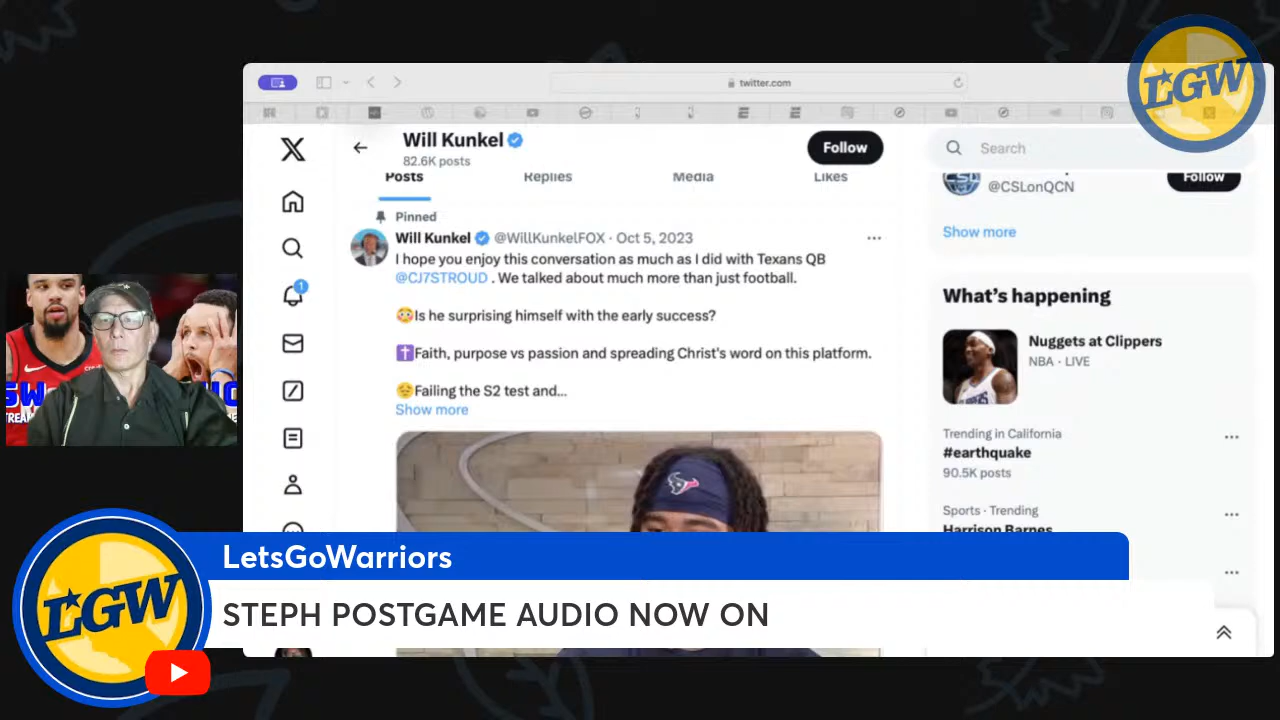 LGW
twitter.com
Will Kunkel
82.6K posts
Follow
Posts
Replies
Media
Likes
Search
@CSLonQCN
Follow
Show more
Pinned
Will Kunkel @WillKunkelFOX · Oct 5, 2023
I hope you enjoy this conversation as much as I did with Texans QB
@CJ7STROUD . We talked about much more than just football.
😳Is he surprising himself with the early success?
✝️Faith, purpose vs passion and spreading Christ's word on this platform.
😔Failing the S2 test and...
Show more
1
What's happening
Nuggets at Clippers
NBA · LIVE
Trending in California
#earthquake
90.5K posts
Sports · Trending
Harrison Barnes
LetsGoWarriors
STEPH POSTGAME AUDIO NOW ON
LGW